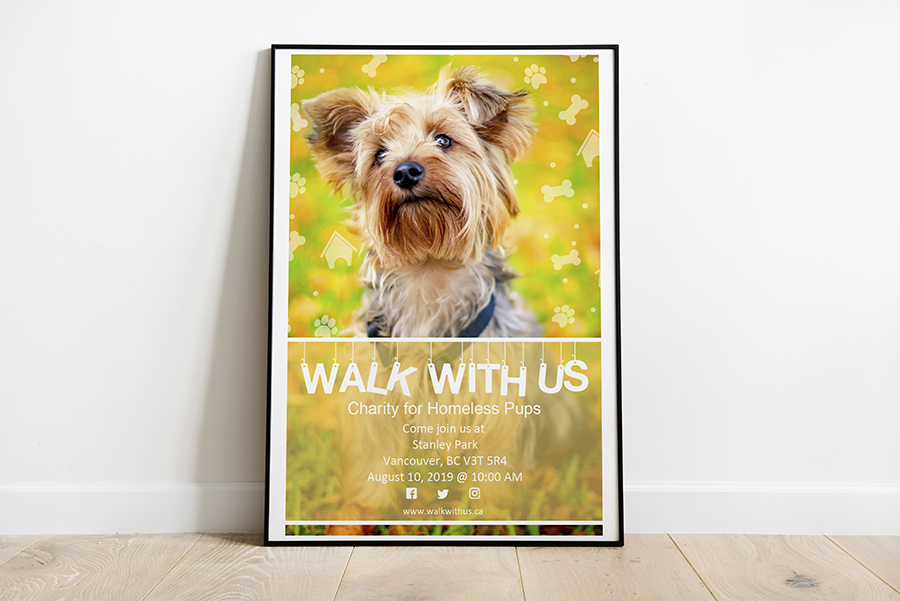 WALK WITH US
Charity for Homeless Pups
Come join us at
Stanley Park
Vancouver, BC V3T 5R4
August 10, 2019 @ 10:00 AM
www.walkwithus.ca